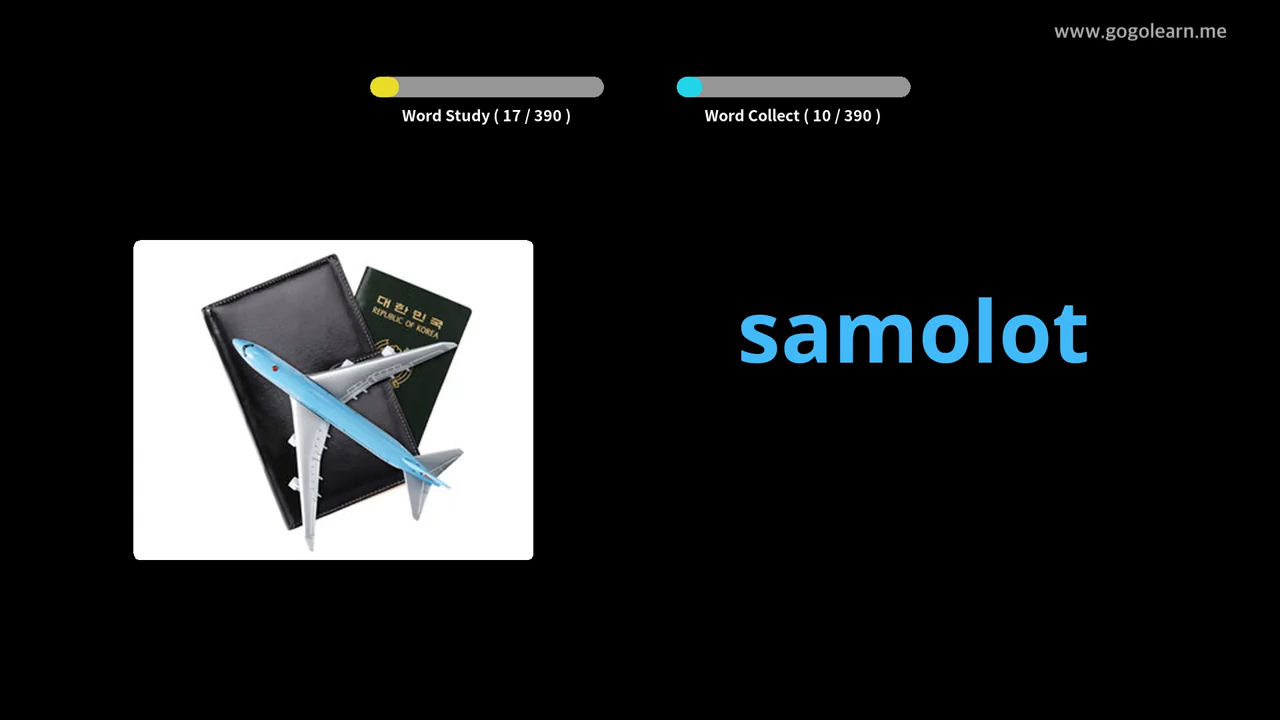 www.gogolearn.me
Word Study ( 17 / 390 )
Word Collect ( 10 / 390 )
대한민국
REPUBLIC OF KOREA
samolot